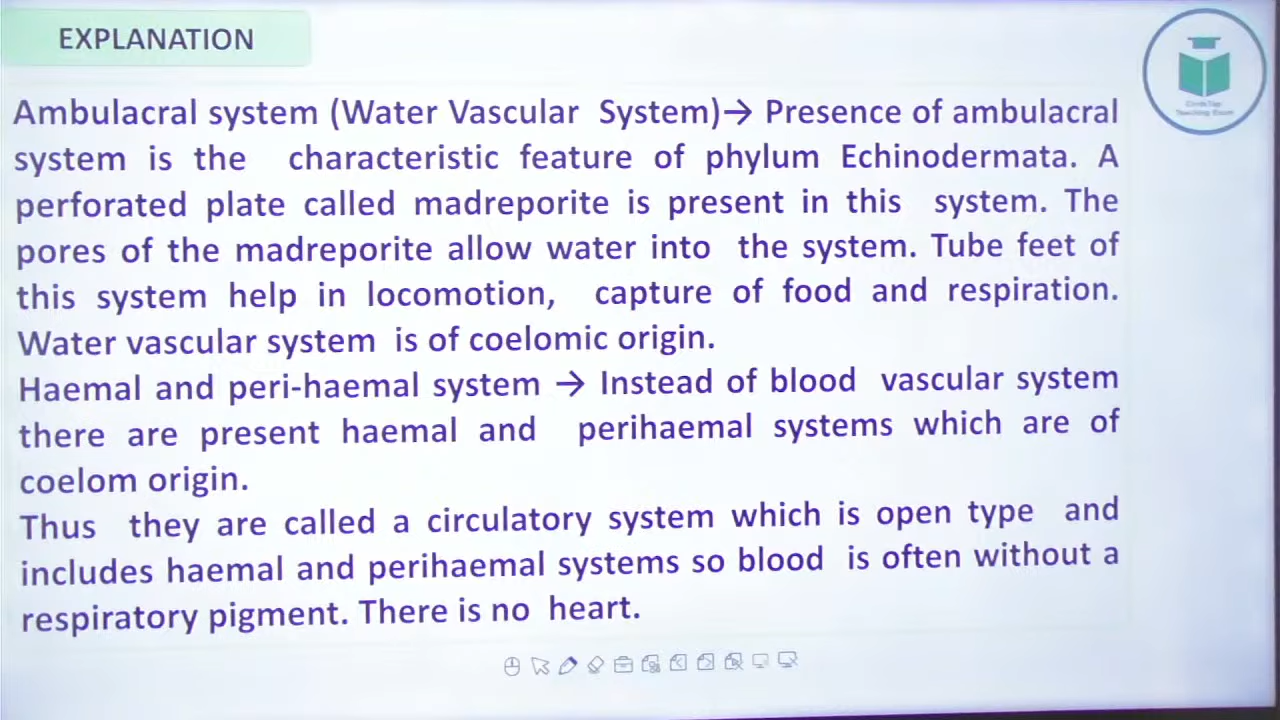 EXPLANATION
Ambulacral system (Water Vascular System)→ Presence of ambulacral
system is the characteristic feature of phylum Echinodermata. A
perforated plate called madreporite is present in this system. The
pores of the madreporite allow water into the system. Tube feet of
this system help in locomotion, capture of food and respiration.
Water vascular system is of coelomic origin.
Haemal and peri-haemal system → Instead of blood vascular system
there are present haemal and perihaemal systems which are of
coelom origin.
Thus they are called a circulatory system which is open type and
includes haemal and perihaemal systems so blood is often without a
respiratory pigment. There is no heart.
Teaching Exam